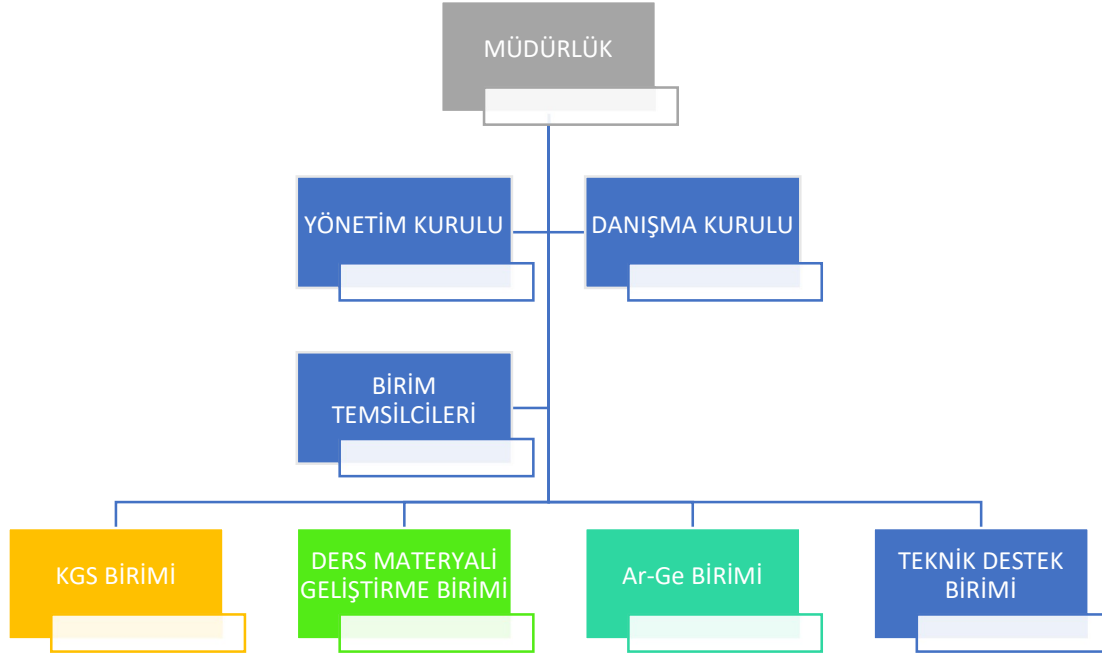 MÜDÜRLÜK
YÖNETİM KURULU
DANIŞMA KURULU
BİRİM
TEMSİLCİLERİ
KGS BİRİMİ
DERS MATERYALİ
GELİŞTİRME BİRİMİ
Ar-Ge BİRİMİ
TEKNİK DESTEK
BİRİMİ